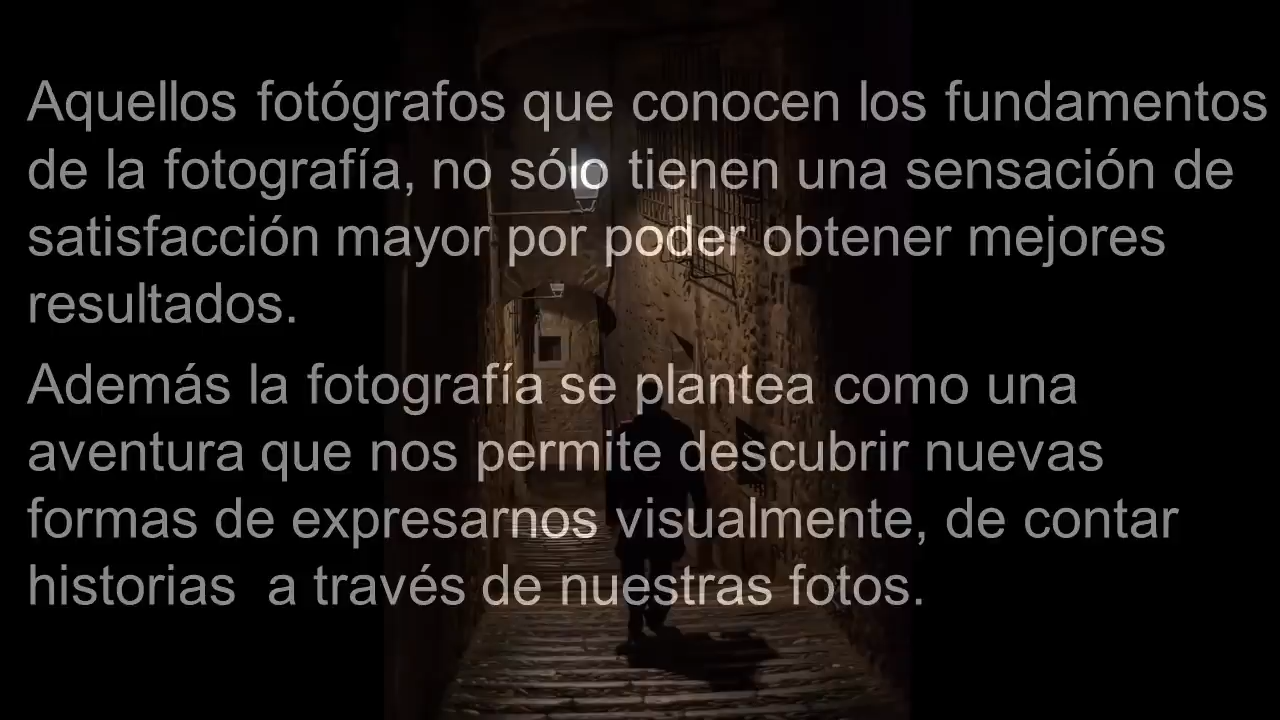 Aquellos fotógrafos que conocen los fundamentos
de la fotografía, no sólo tienen una sensación de
satisfacción mayor por poder obtener mejores
resultados.
Además la fotografía se plantea como una
aventura que nos permite descubrir nuevas
formas de expresarnos visualmente, de contar
historias  a través de nuestras fotos.